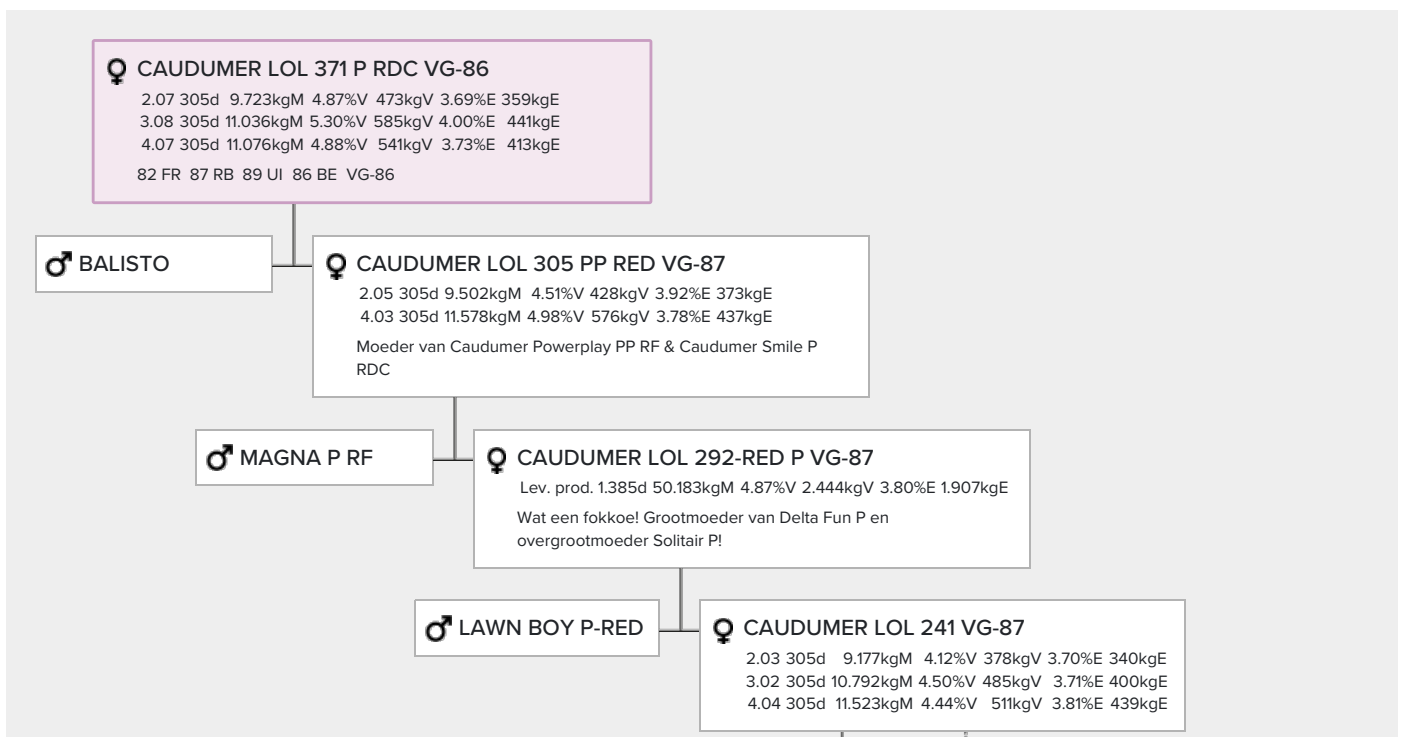 CAUDUMER LOL 371 P RDC VG-86
2.07 305d 9.723kgM 4.87%V 473kgV 3.69%E 359kgE
3.08 305d 11.036kgM 5.30%V 585kgV 4.00%E 441kgE
4.07 305d 11.076kgM 4.88%V 541kgV 3.73%E 413kgE
82 FR 87 RB 89 UI 86 BE VG-86
BALISTO
CAUDUMER LOL 305 PP RED VG-87
2.05 305d 9.502kgM 4.51%V 428kgV 3.92%E 373kgE
4.03 305d 11.578kgM 4.98%V 576kgV 3.78%E 437kgE
Moeder van Caudumer Powerplay PP RF & Caudumer Smile P
RDC
MAGNA P RF
CAUDUMER LOL 292-RED P VG-87
Lev. prod. 1.385d 50.183kgM 4.87%V 2.444kgV 3.80%E 1.907kgE
Wat een fokkoe! Grootmoeder van Delta Fun P en
overgrootmoeder Solitair P!
LAWN BOY P-RED
CAUDUMER LOL 241 VG-87
2.03 305d 9.177kgM 4.12%V 378kgV 3.70%E 340kgE
3.02 305d 10.792kgM 4.50%V 485kgV 3.71%E 400kgE
4.04 305d 11.523kgM 4.44%V 511kgV 3.81%E 439kgE